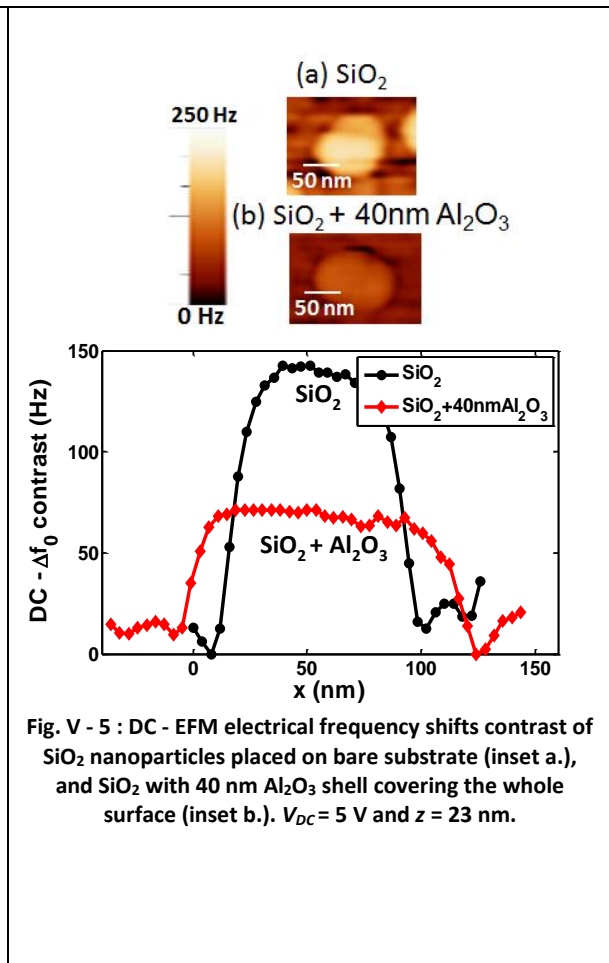 (a) SiO₂
250 Hz
50 nm
(b) SiO₂ + 40nm Al₂O₃
50 nm
0 Hz
150
100
50
0
DC - Δf₀ contrast (Hz)
SiO₂
SiO₂+40nmAl₂O₃
SiO₂
SiO₂ + Al₂O₃
0 50 100 150
x (nm)
Fig. V - 5 : DC - EFM electrical frequency shifts contrast of
SiO₂ nanoparticles placed on bare substrate (inset a.),
and SiO₂ with 40 nm Al₂O₃ shell covering the whole
surface (inset b.). V_DC = 5 V and z = 23 nm.